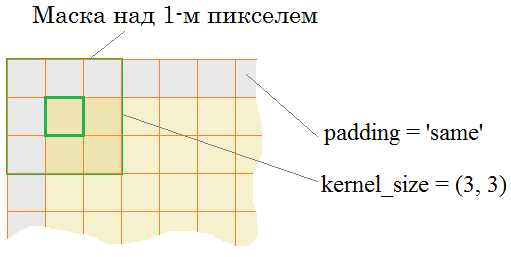 Маска над 1-м пикселем
padding = 'same'
kernel_size = (3, 3)